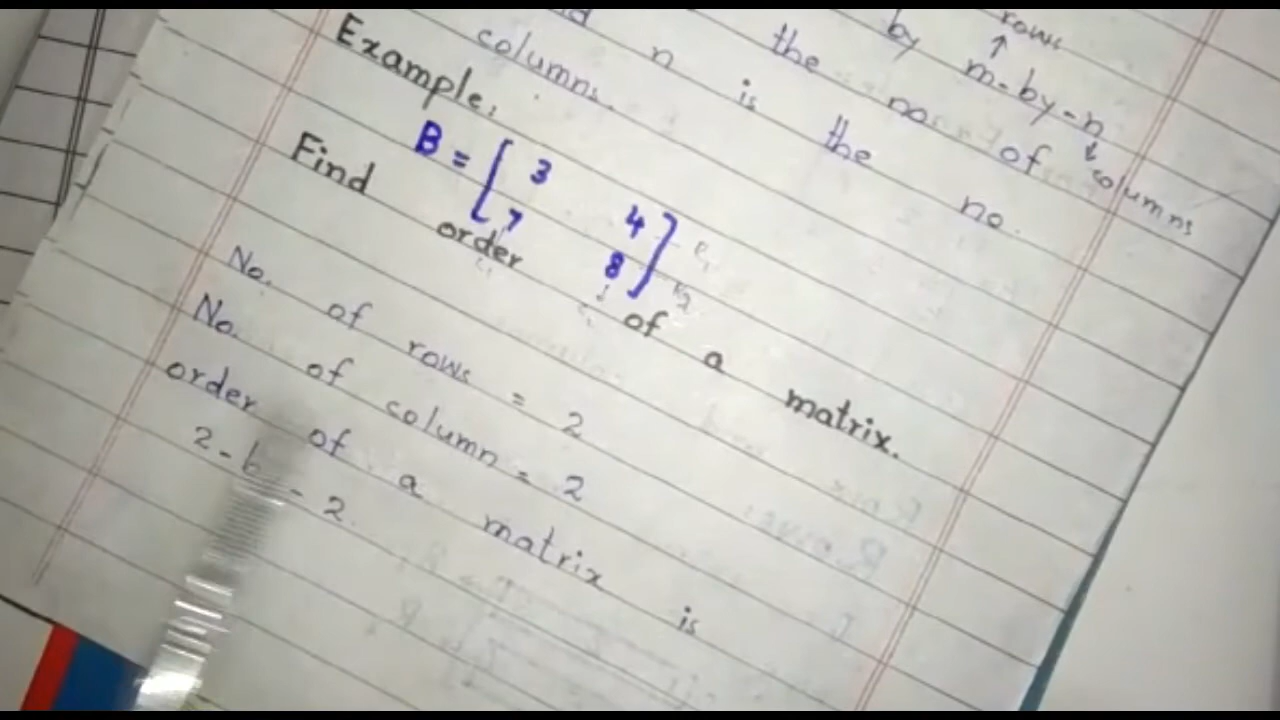 rows
↑
by m-by-n
↓
columns
the no. of
n is the no.
columns.
Example:
B = [ 3 4
7 8 ]
Find order of a matrix.
No. of rows = 2
No. of column = 2
order of a matrix is
2-by-2.